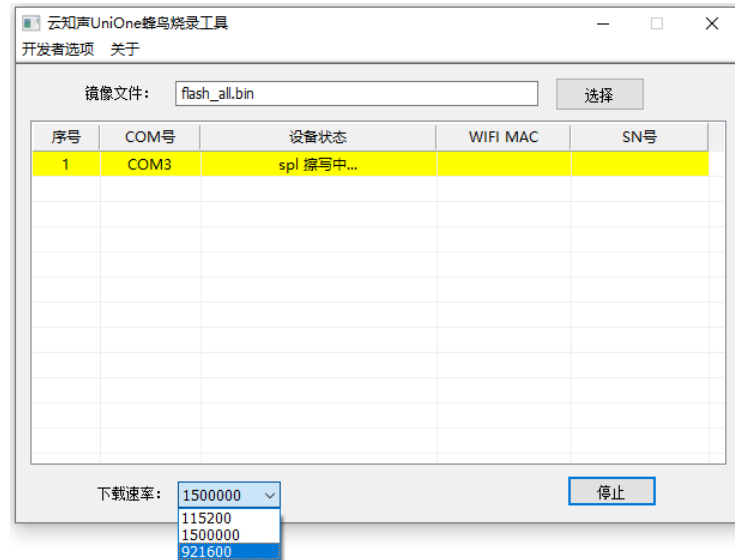 云知声UniOne蜂鸟烧录工具
开发者选项 关于
镜像文件： flash_all.bin 选择
序号 COM号 设备状态 WIFI MAC SN号
1 COM3 spl 擦写中...
下载速率： 1500000 停止
115200
1500000
921600